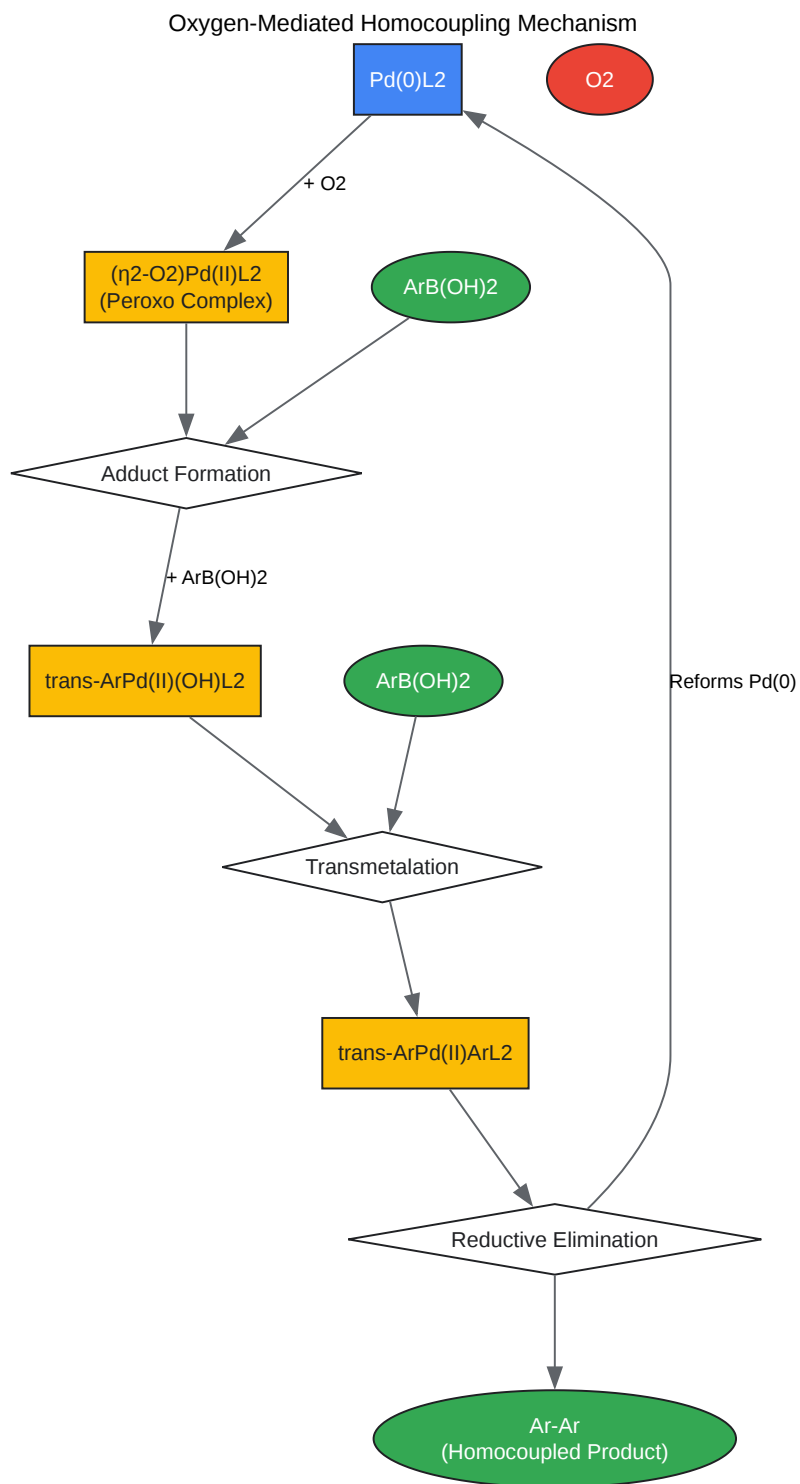 Oxygen-Mediated Homocoupling Mechanism
Pd(0)L2
O2
+ O2
(η2-O2)Pd(II)L2
(Peroxo Complex)
ArB(OH)2
Adduct Formation
+ ArB(OH)2
trans-ArPd(II)(OH)L2
ArB(OH)2
Reforms Pd(0)
Transmetalation
trans-ArPd(II)ArL2
Reductive Elimination
Ar-Ar
(Homocoupled Product)